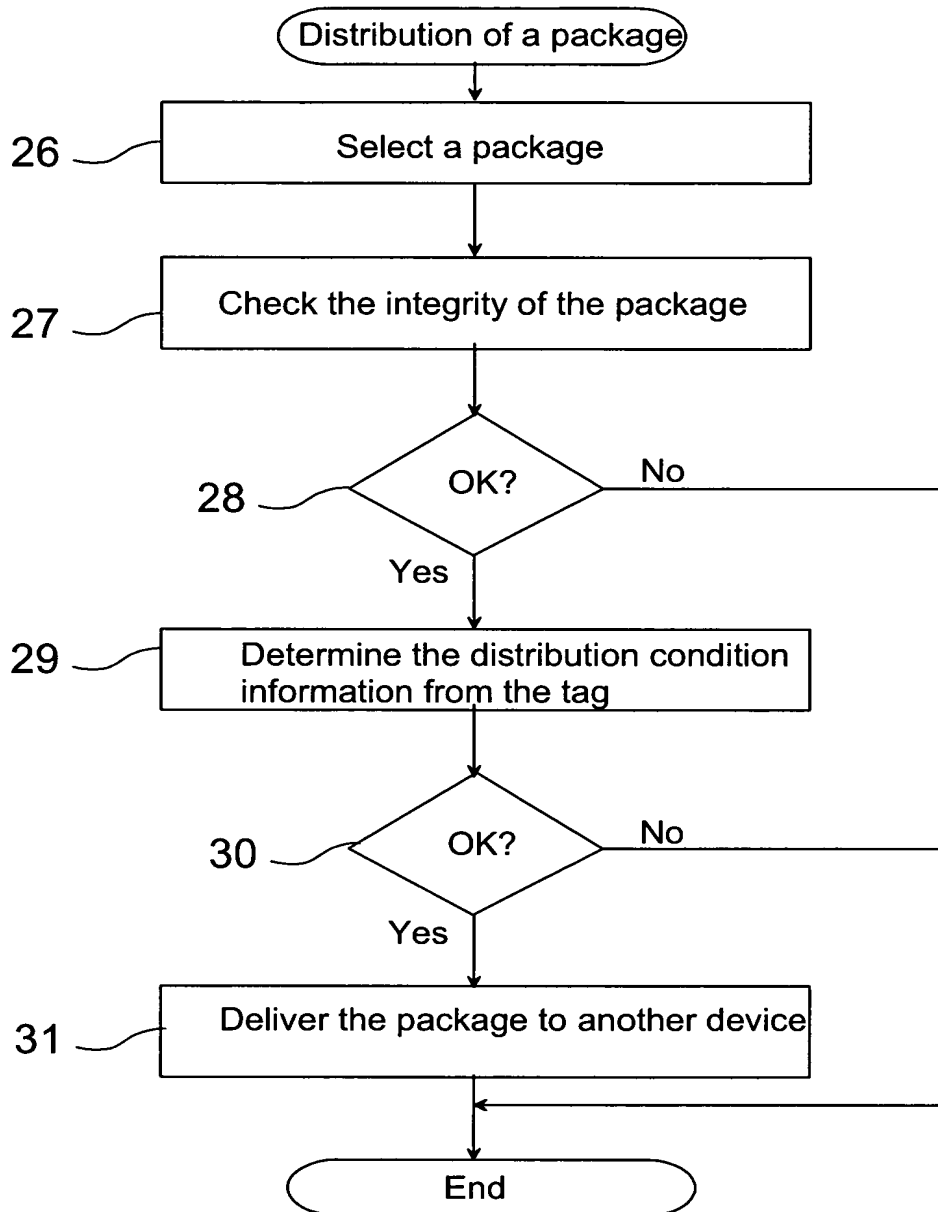 Distribution of a package
26
Select a package
27
Check the integrity of the package
28
OK?
No
Yes
29
Determine the distribution condition
information from the tag
30
OK?
No
Yes
31
Deliver the package to another device
End